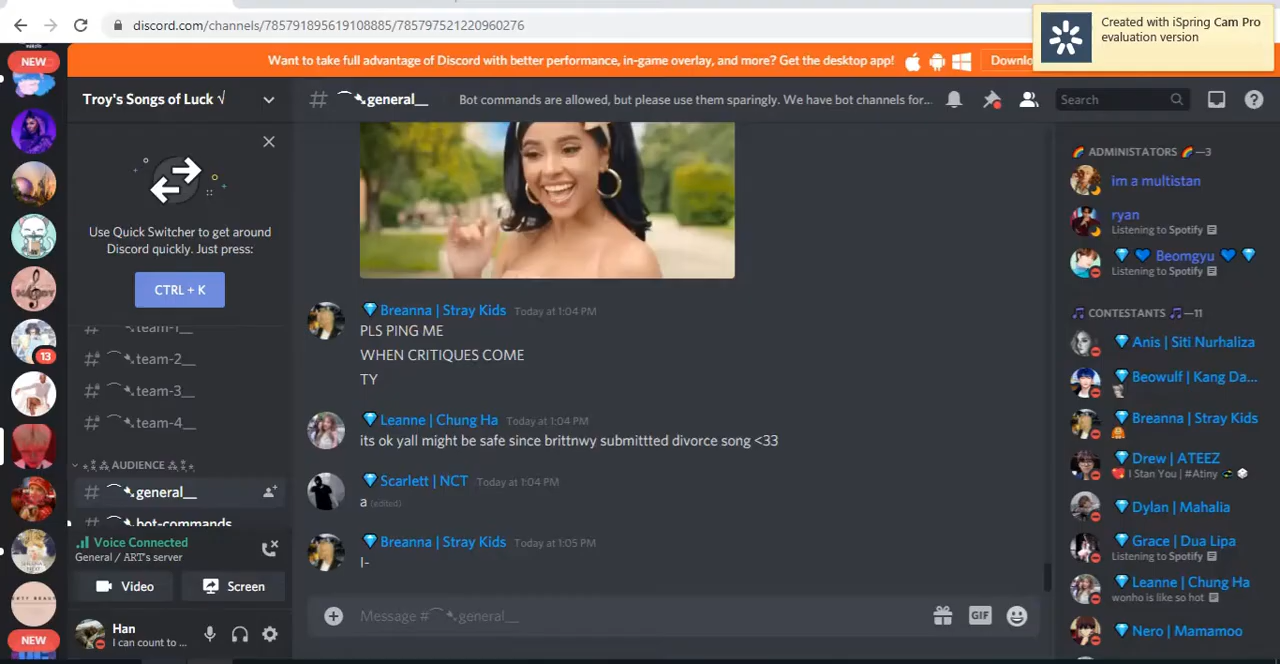 discord.com/channels/785791895619108885/785797521220960276
Created with iSpring Cam Pro
evaluation version
NEW
Want to take full advantage of Discord with better performance, in-game overlay, and more? Get the desktop app!
Downlo
Troy's Songs of Luck √
# general__
Bot commands are allowed, but please use them sparingly. We have bot channels for...
Search
Use Quick Switcher to get around
Discord quickly. Just press:
CTRL + K
team-1__
team-2__
team-3__
team-4__
AUDIENCE
general__
bot-commands
13
Voice Connected
General / ART's server
Video
Screen
Han
I can count to ...
NEW
Breanna | Stray Kids Today at 1:04 PM
PLS PING ME
WHEN CRITIQUES COME
TY
Leanne | Chung Ha Today at 1:04 PM
its ok yall might be safe since brittnwy submittted divorce song <33
Scarlett | NCT Today at 1:04 PM
a (edited)
Breanna | Stray Kids Today at 1:05 PM
I-
Message #general__
GIF
ADMINISTATORS —3
im a multistan
ryan
Listening to Spotify
Beomgyu
Listening to Spotify
CONTESTANTS —11
Anis | Siti Nurhaliza
Beowulf | Kang Da...
Breanna | Stray Kids
Drew | ATEEZ
I Stan You | #Atiny
Dylan | Mahalia
Grace | Dua Lipa
Listening to Spotify
Leanne | Chung Ha
wonho is like so hot
Nero | Mamamoo